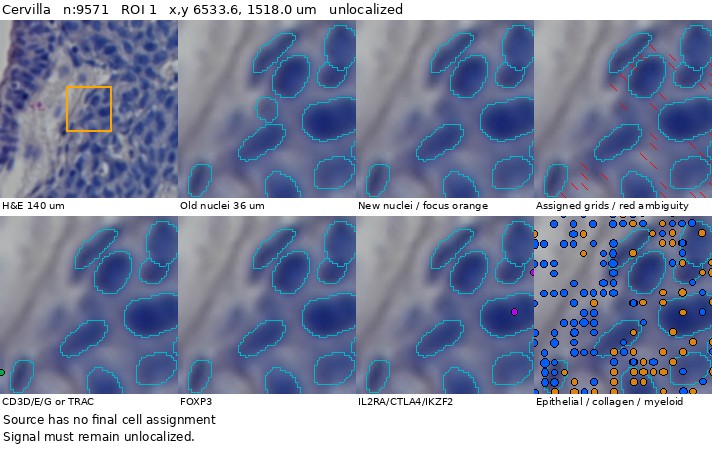 Cervilla n:9571 ROI 1 x,y 6533.6, 1518.0 um unlocalized
H&E 140 um
Old nuclei 36 um
New nuclei / focus orange
Assigned grids / red ambiguity
CD3D/E/G or TRAC
FOXP3
IL2RA/CTLA4/IKZF2
Epithelial / collagen / myeloid
Source has no final cell assignment
Signal must remain unlocalized.